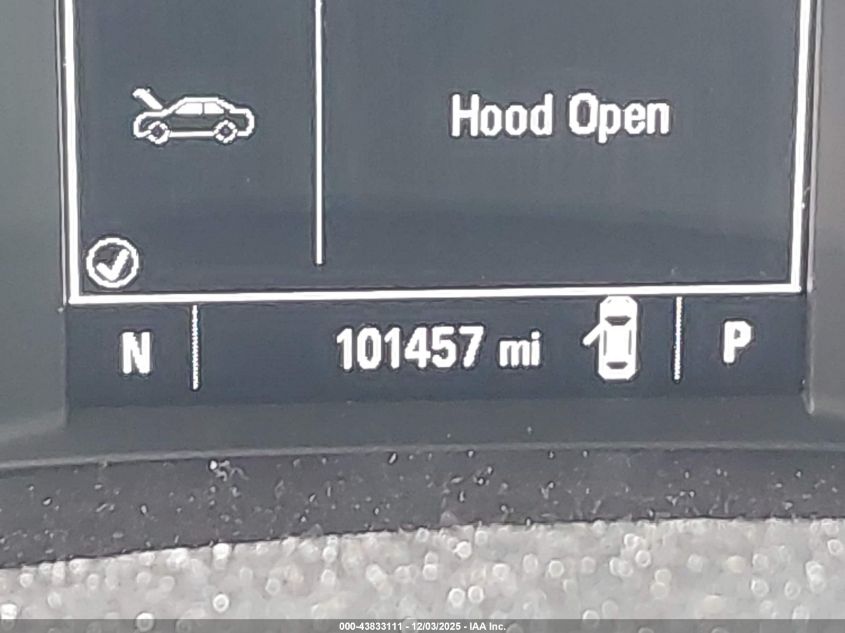 Hood Open
N 101457 mi P
000-43833111 - 12/03/2025 - IAA Inc.